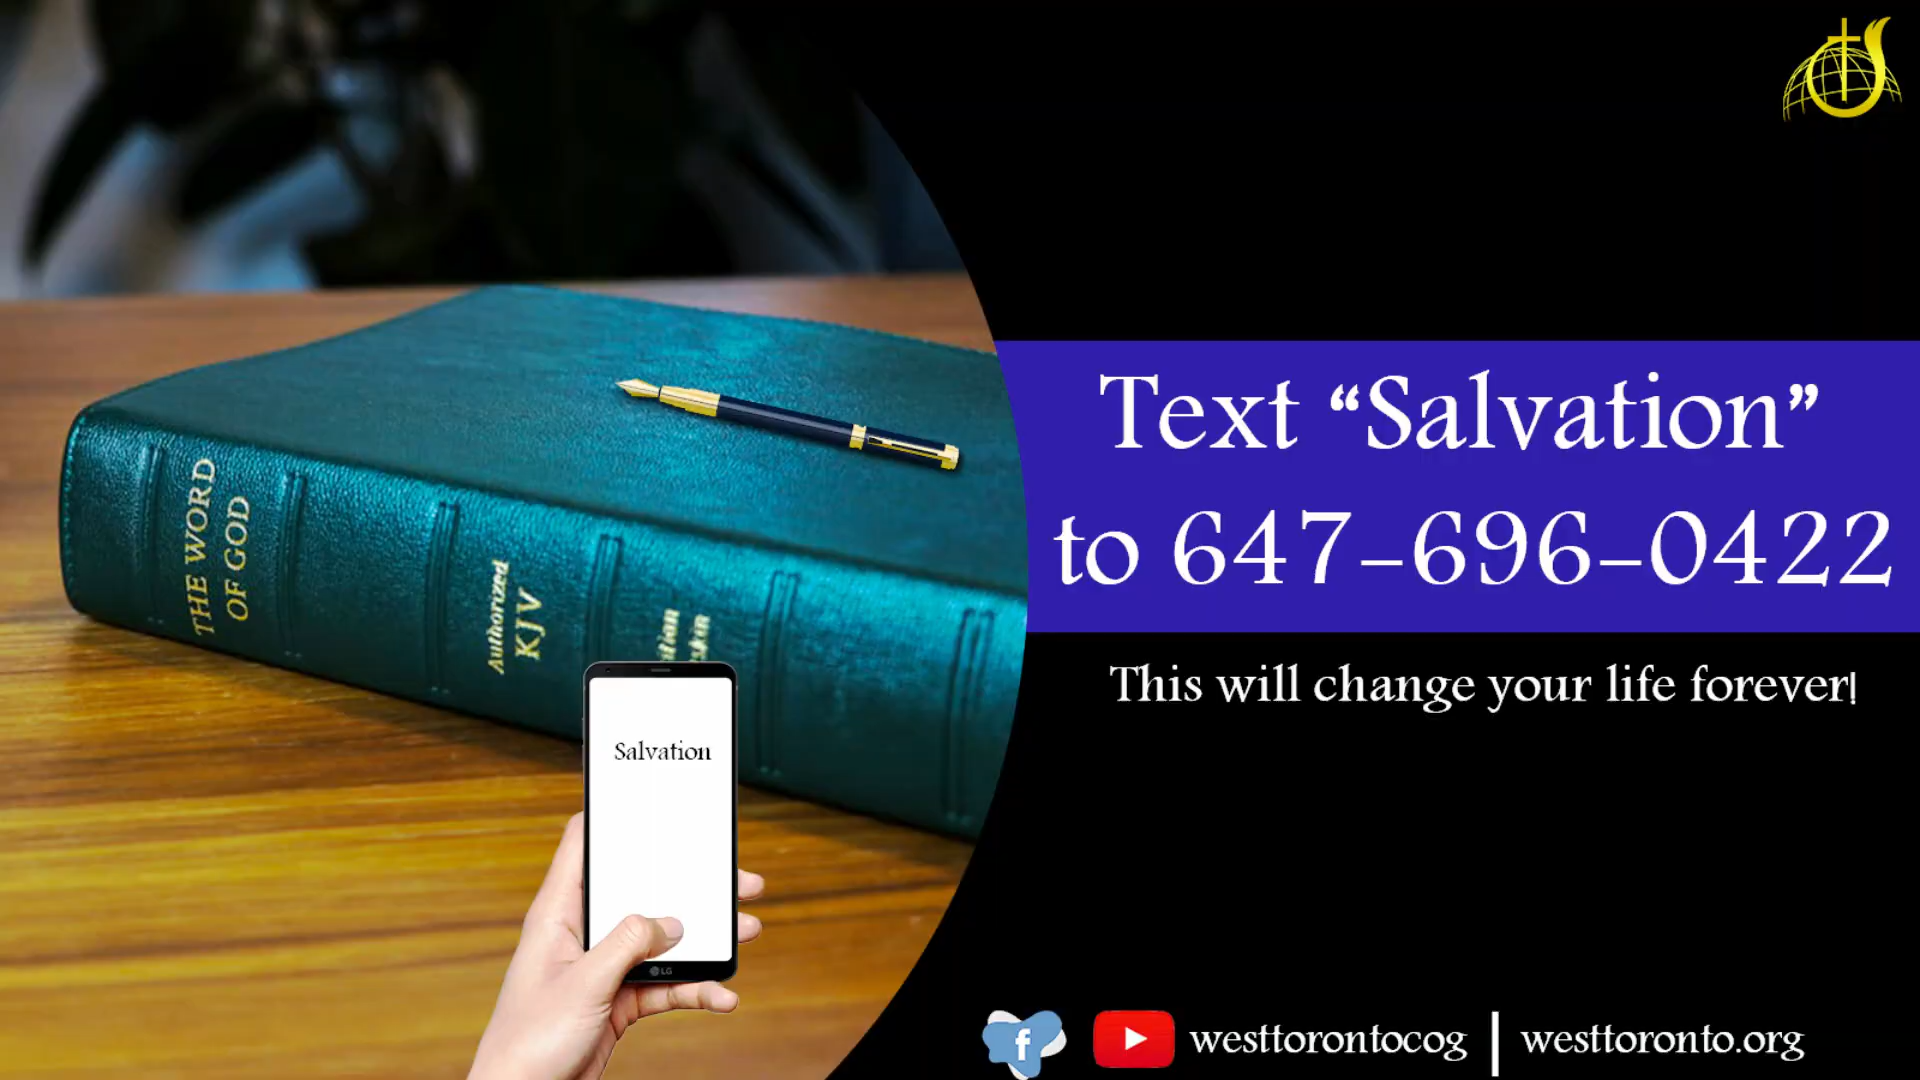 THE WORD
OF GOD
Authorized
KJV
Salvation
LG
Text “Salvation”
to 647-696-0422
This will change your life forever!
westtorontocog | westtoronto.org